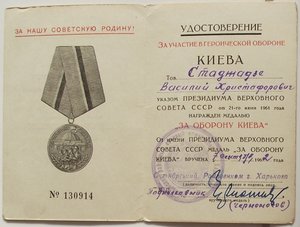 ЗА НАШУ СОВЕТСКУЮ РОДИНУ!
№ 130914
УДОСТОВЕРЕНИЕ
ЗА УЧАСТИЕ В ГЕРОИЧЕСКОЙ ОБОРОНЕ
КИЕВА
Тов.
Василий Христофорович
УКАЗОМ ПРЕЗИДИУМА ВЕРХОВНОГО
СОВЕТА СССР от 21-го июня 1961 года
НАГРАЖДЕН МЕДАЛЬЮ
„ЗА ОБОРОНУ КИЕВА"
От имени ПРЕЗИДИУМА ВЕРХОВНОГО
СОВЕТА СССР МЕДАЛЬ „ЗА ОБОРОНУ
КИЕВА" ВРУЧЕНА
г. Харькова